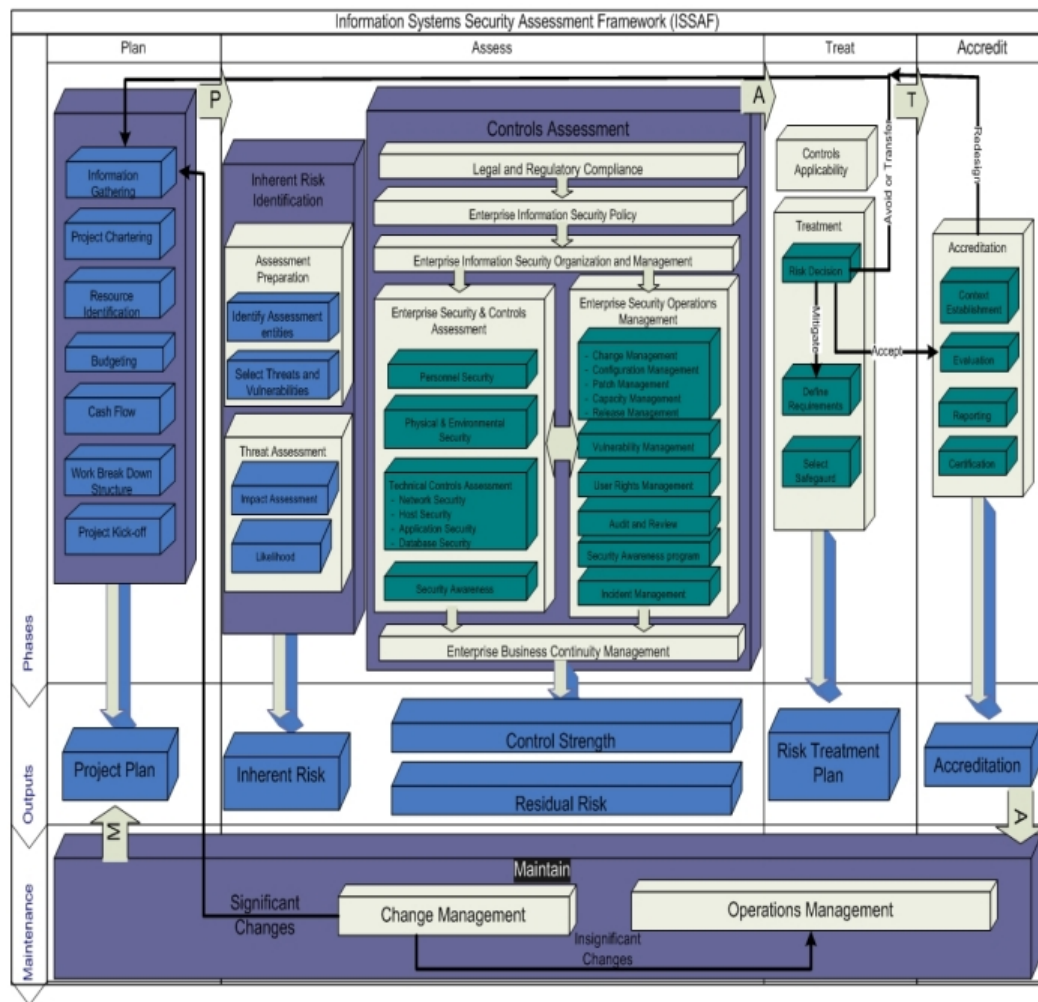 Information Systems Security Assessment Framework (ISSAF)
Plan
Assess
Treat
Accredit
P
A
T
Information
Gathering
Project Chartering
Resource
Identification
Budgeting
Cash Flow
Work Break Down
Structure
Project Kick-off
Inherent Risk
Identification
Assessment
Preparation
Identify Assessment
entities
Select Threats and
Vulnerabilities
Threat Assessment
Impact Assessment
Likelihood
Controls Assessment
Legal and Regulatory Compliance
Enterprise Information Security Policy
Enterprise Information Security Organization and Management
Enterprise Security & Controls
Assessment
Personnel Security
Physical & Environmental
Security
Technical Controls Assessment
- Network Security
- Host Security
- Application Security
- Database Security
Security Awareness
Enterprise Security Operations
Management
- Change Management
- Configuration Management
- Patch Management
- Capacity Management
- Release Management
Vulnerability Management
User Rights Management
Audit and Review
Security Awareness program
Incident Management
Enterprise Business Continuity Management
Controls
Applicability
Treatment
Risk Decision
Avoid or Transfer
Mitigate
Accept
Define
Requirements
Select
Safegaurd
Redesign
Accreditation
Context
Establishment
Evaluation
Reporting
Certification
Phases
Project Plan
Inherent Risk
Control Strength
Residual Risk
Risk Treatment
Plan
Accreditation
Outputs
M
A
Maintain
Significant
Changes
Change Management
Operations Management
Insignificant
Changes
Maintenance